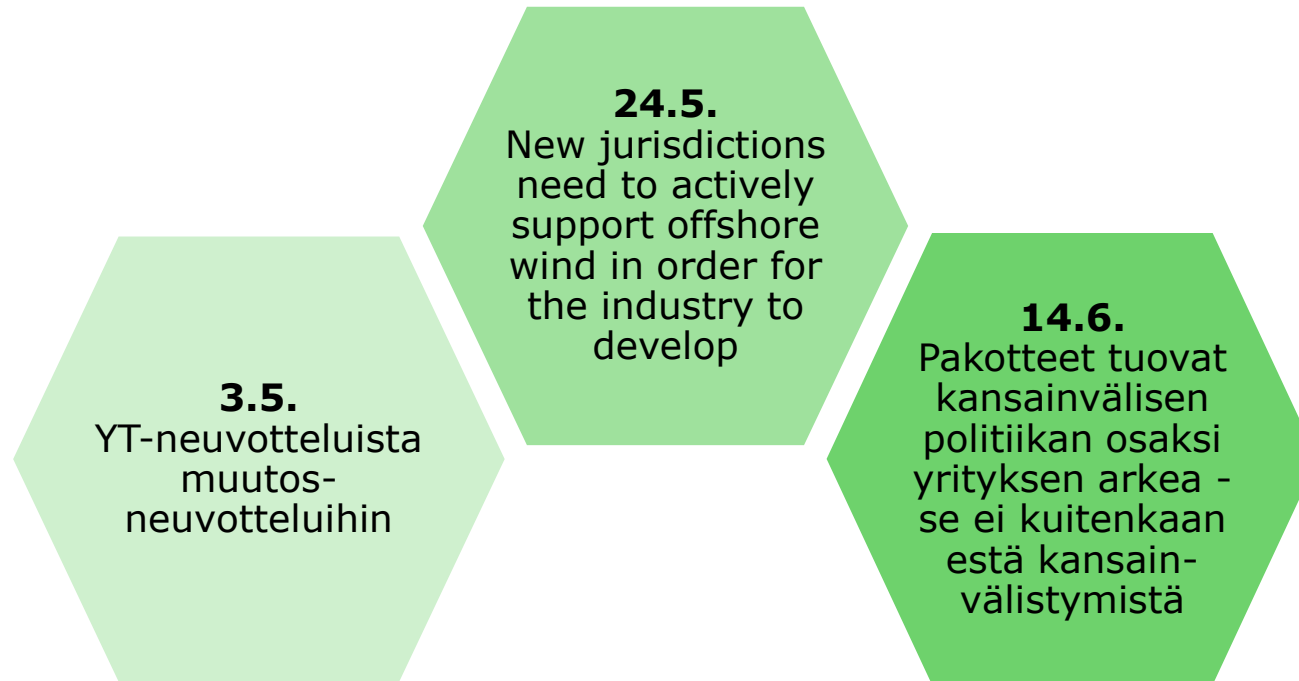 3.5.
YT-neuvotteluista
muutos-
neuvotteluihin
24.5.
New jurisdictions
need to actively
support offshore
wind in order for
the industry to
develop
14.6.
Pakotteet tuovat
kansainvälisen
politiikan osaksi
yrityksen arkea -
se ei kuitenkaan
estä kansain-
välistymistä